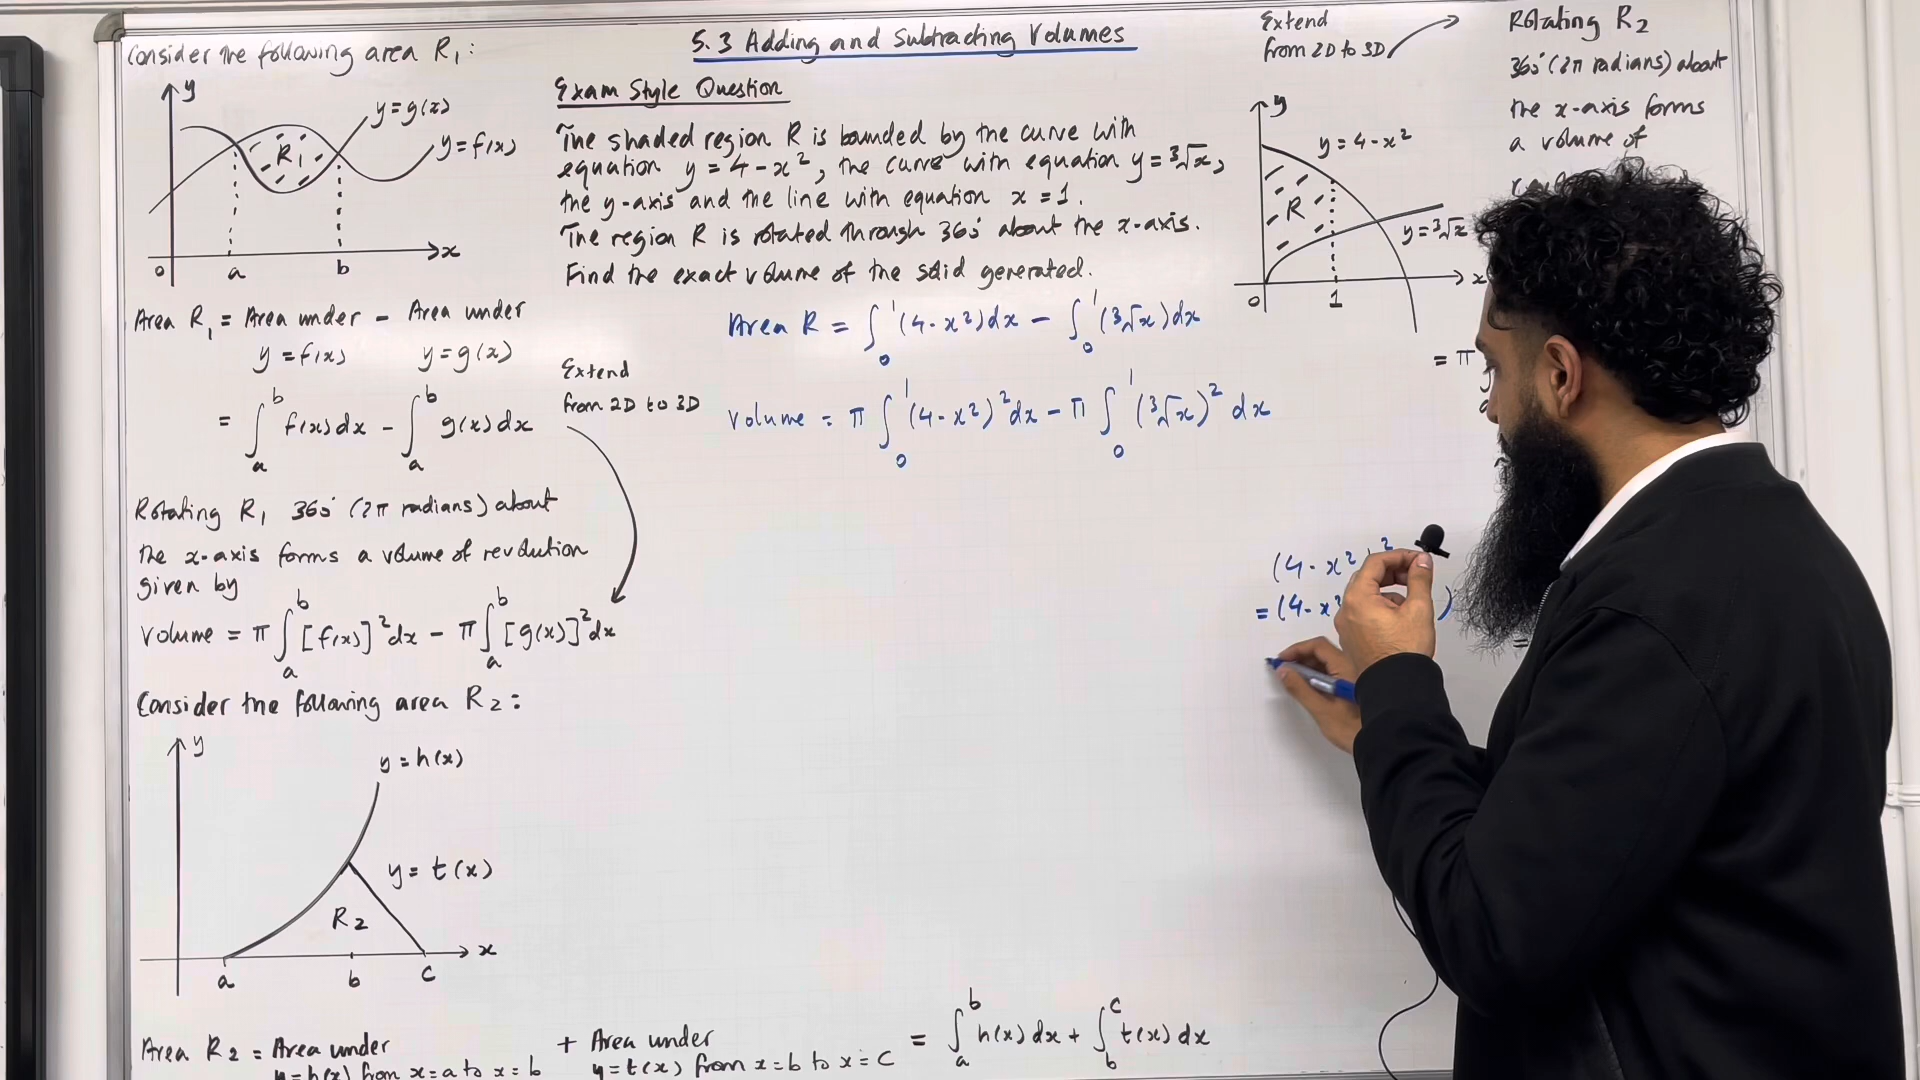 5.3 Adding and Subtracting Volumes
Consider the following area R₁:
y
y = g(x)
y = f(x)
R₁
0 a b x
Area R₁ = Area under - Area under
y = f(x) y = g(x)
= ∫ₐᵇ f(x) dx - ∫ₐᵇ g(x) dx
Extend
from 2D to 3D
Rotating R₁ 360° (2π radians) about
the x-axis forms a volume of revolution
given by
Volume = π ∫ₐᵇ [f(x)]² dx - π ∫ₐᵇ [g(x)]² dx
Consider the following area R₂:
y
y = h(x)
y = t(x)
R₂
a b c x
Area R₂ = Area under + Area under = ∫ₐᵇ h(x) dx + ∫_b^c t(x) dx
y = h(x) from x = a to x = b y = t(x) from x = b to x = c
Exam Style Question
The shaded region R is bounded by the curve with
equation y = 4 - x², the curve with equation y = ³√x,
the y-axis and the line with equation x = 1.
The region R is rotated through 360° about the x-axis.
Find the exact volume of the solid generated.
Area R = ∫₀¹ (4 - x²) dx - ∫₀¹ (³√x) dx
Volume = π ∫₀¹ (4 - x²)² dx - π ∫₀¹ (³√x)² dx
(4 - x²)²
= (4 - x² )
Extend
from 2D to 3D
y
y = 4 - x²
R
y = ³√x
0 1 x
Rotating R₂
360° (2π radians) about
the x-axis forms
a volume of
= π
=